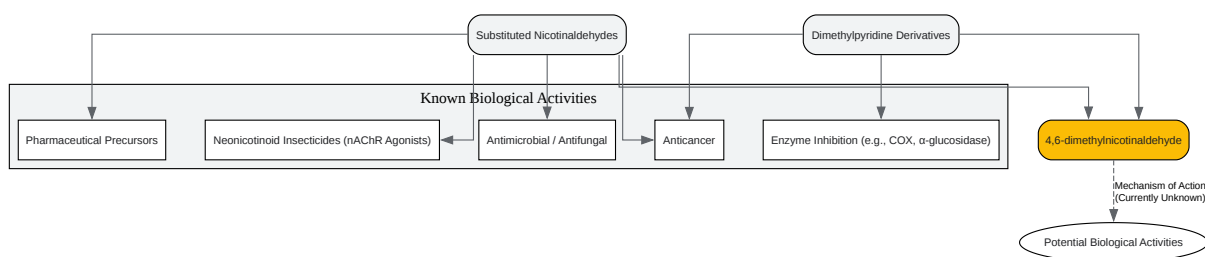 Substituted Nicotinaldehydes
Dimethylpyridine Derivatives
Known Biological Activities
Pharmaceutical Precursors
Neonicotinoid Insecticides (nAChR Agonists)
Antimicrobial / Antifungal
Anticancer
Enzyme Inhibition (e.g., COX, α-glucosidase)
4,6-dimethylnicotinaldehyde
Mechanism of Action
(Currently Unknown)
Potential Biological Activities